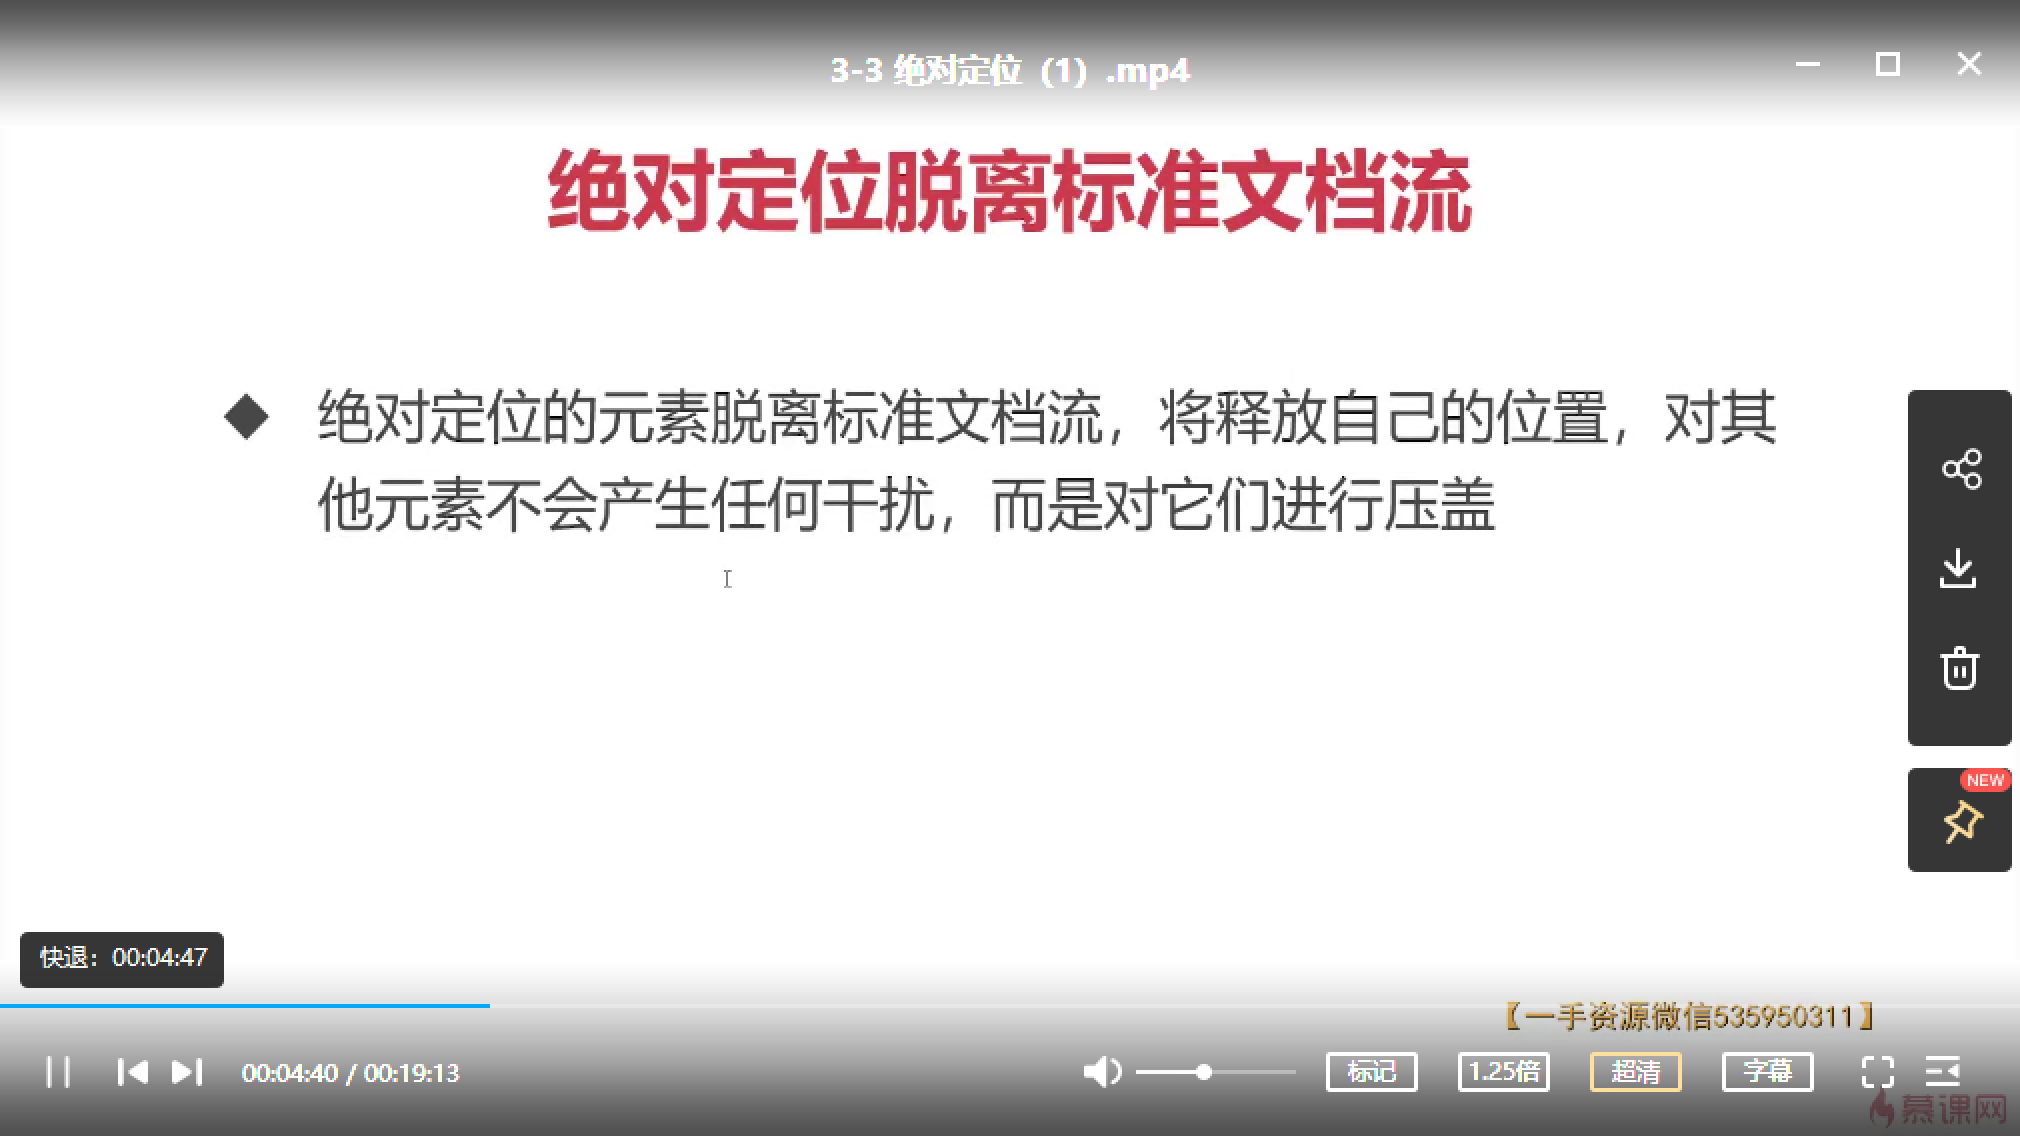 3-3 绝对定位（1）.mp4
绝对定位脱离标准文档流
◆ 绝对定位的元素脱离标准文档流，将释放自己的位置，对其
他元素不会产生任何干扰，而是对它们进行压盖
NEW
快退：00:04:47
【一手资源微信535950311】
00:04:40 / 00:19:13
标记
1.25倍
超清
字幕
慕课网